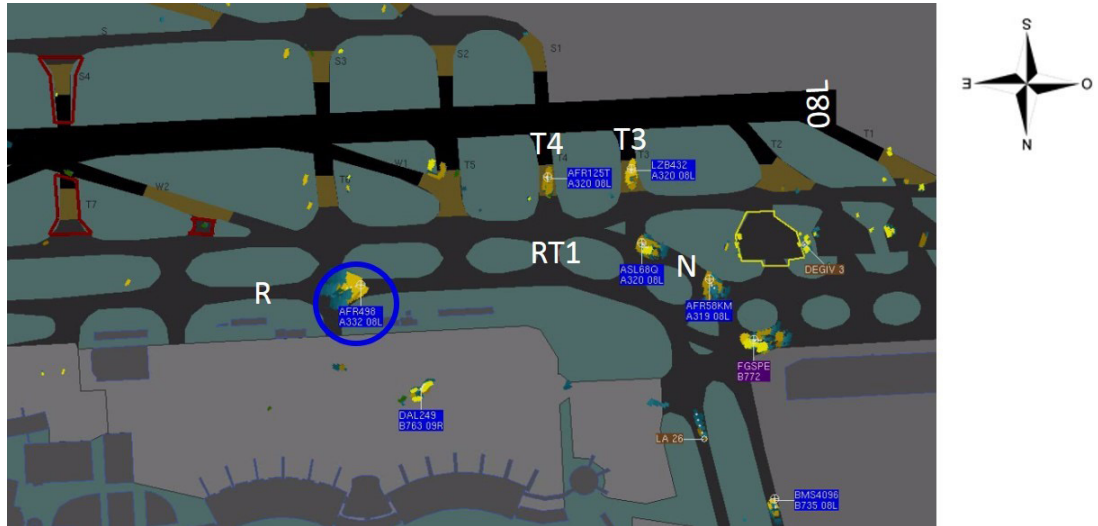 S
S1
S2
S3
S4
08L
T1
T4
T3
T4
T3
T2
W1
T5
T6
AFR125T
A320 08L
LZB432
A320 08L
W2
T7
RT1
N
ASL68Q
A320 08L
DEGIV 3
R
AFR58KM
A319 08L
AFR498
A332 08L
FGSPE
B772
DAL249
B763 09R
LA 26
BMS4096
B735 08L
S
E
O
N